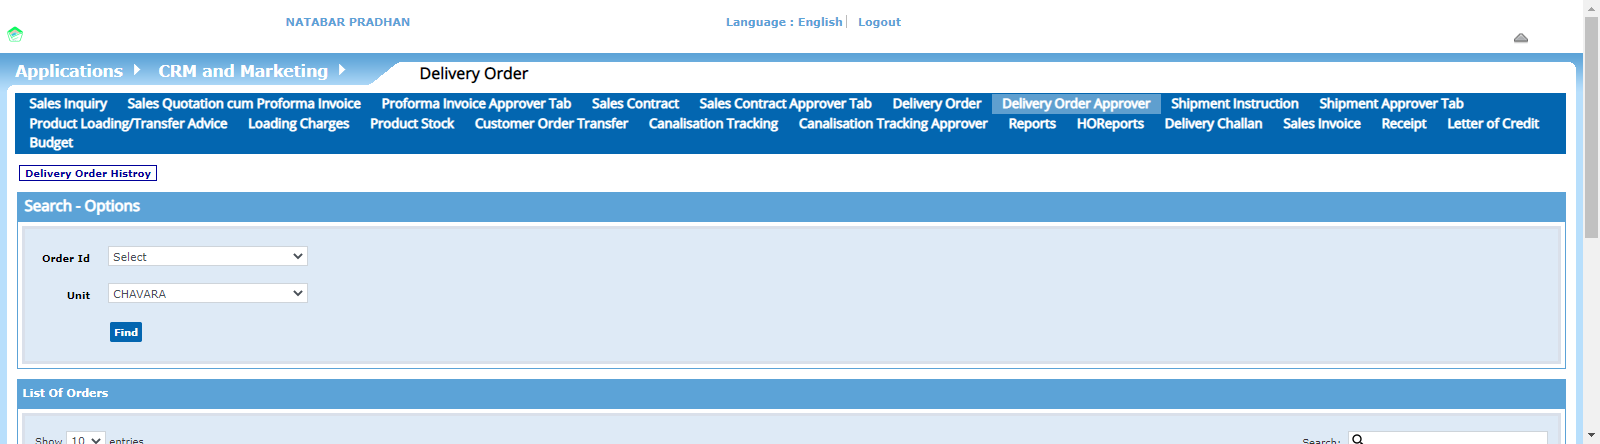 NATABAR PRADHAN
Language : English | Logout
Applications CRM and Marketing Delivery Order
Sales Inquiry Sales Quotation cum Proforma Invoice Proforma Invoice Approver Tab Sales Contract Sales Contract Approver Tab Delivery Order Delivery Order Approver Shipment Instruction Shipment Approver Tab
Product Loading/Transfer Advice Loading Charges Product Stock Customer Order Transfer Canalisation Tracking Canalisation Tracking Approver Reports HOReports Delivery Challan Sales Invoice Receipt Letter of Credit
Budget
Delivery Order Histroy
Search - Options
Order Id Select
Unit CHAVARA
Find
List Of Orders
Show 10 entries Search: